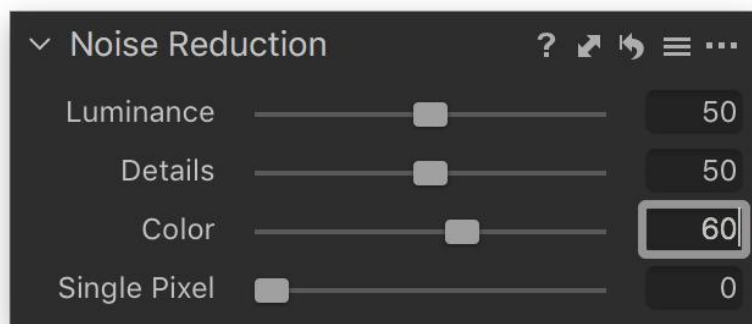 Noise Reduction ? ...
Luminance 50
Details 50
Color 60
Single Pixel 0